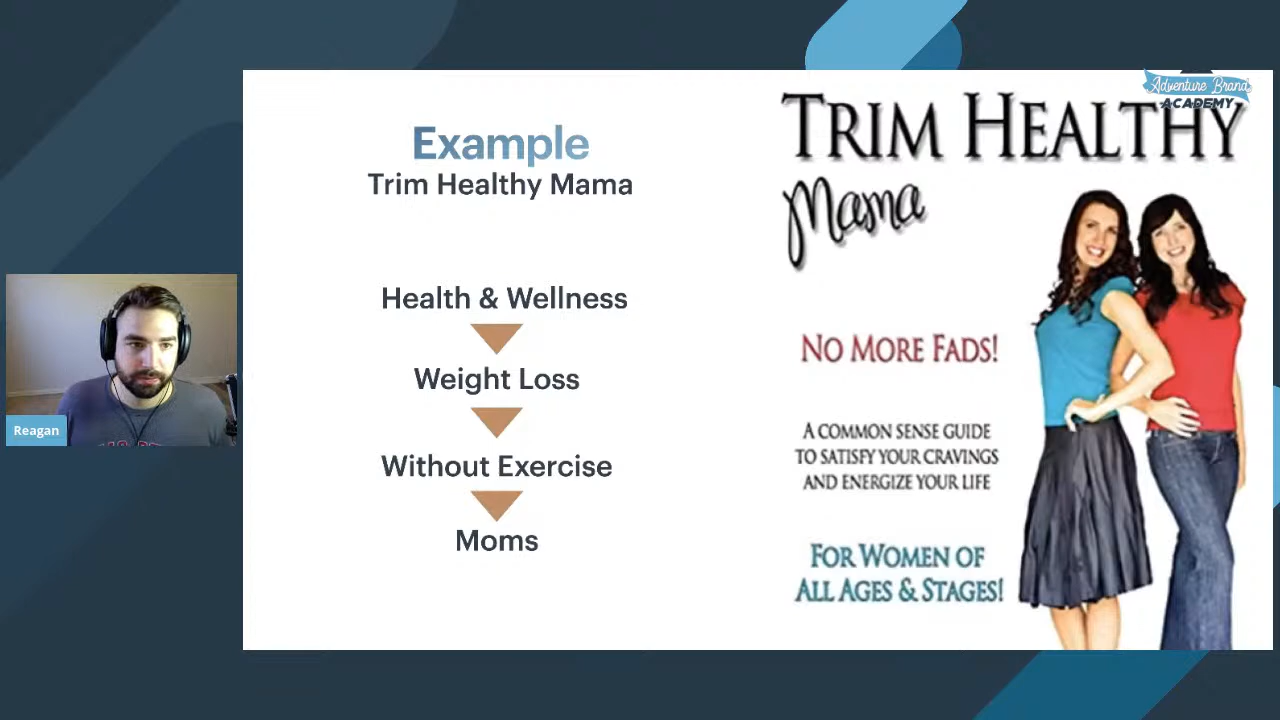 Adventure Brand
ACADEMY
Example
Trim Healthy Mama
Health & Wellness
Weight Loss
Without Exercise
Moms
TRIM HEALTHY
Mama
NO MORE FADS!
A COMMON SENSE GUIDE
TO SATISFY YOUR CRAVINGS
AND ENERGIZE YOUR LIFE
FOR WOMEN OF
ALL AGES & STAGES!
Reagan